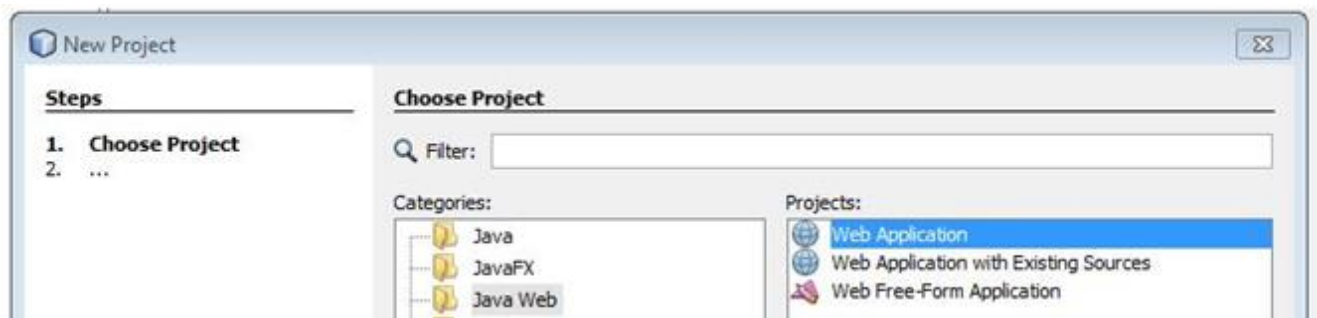 New Project
Steps
1. Choose Project
2. ...
Choose Project
Filter:
Categories:
Java
JavaFX
Java Web
Projects:
Web Application
Web Application with Existing Sources
Web Free-Form Application